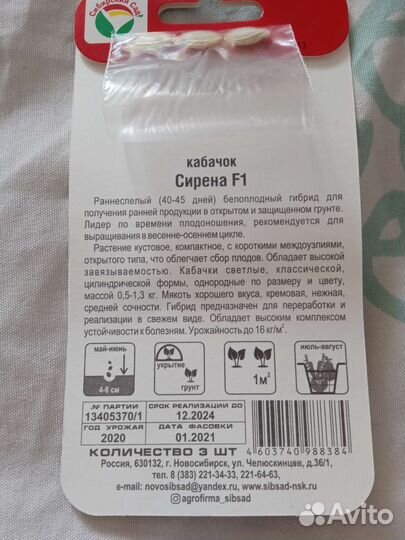 Сибирский Сад®
кабачок
Сирена F1
Раннеспелый (40-45 дней) белоплодный гибрид для
получения ранней продукции в открытом и защищенном грунте.
Лидер по времени плодоношения, рекомендуется для
выращивания в весенне-осеннем цикле.
Растение кустовое, компактное, с короткими междоузлиями,
открытого типа, что облегчает сбор плодов. Обладает высокой
завязываемостью. Кабачки светлые, классической,
цилиндрической формы, однородные по размеру и цвету,
массой 0,5-1,3 кг. Мякоть хорошего вкуса, кремовая, нежная,
средней сочности. Гибрид предназначен для переработки и
реализации в свежем виде. Обладает высоким комплексом
устойчивости к болезням. Урожайность до 16 кг/м².
май-июнь
4-6 см
укрытие
грунт
1м²
июль-август
№ ПАРТИИ
13405370/1
СРОК РЕАЛИЗАЦИИ ДО
12.2024
ГОД УРОЖАЯ
2020
ДАТА ФАСОВКИ
01.2021
КОЛИЧЕСТВО 3 ШТ
4 603740 988384
Россия, 630132, г. Новосибирск, ул. Челюскинцев, д.36/1,
тел. 8 (383) 221-34-33, 221-64-63,
e-mail: novosibsad@yandex.ru, www.sibsad-nsk.ru
agrofirma_sibsad
Avito